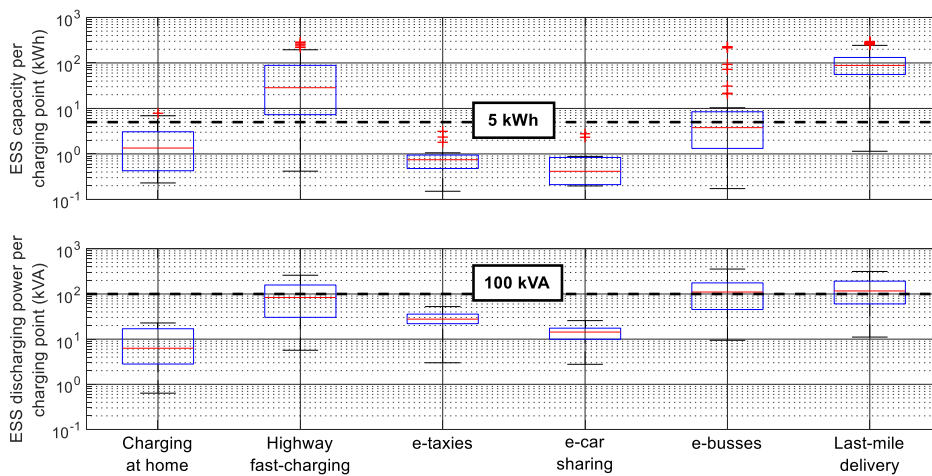 ESS capacity per
charging point (kWh)
10^3
10^2
10^1
10^0
10^-1
5 kWh
ESS discharging power per
charging point (kVA)
10^3
10^2
10^1
10^0
10^-1
100 kVA
Charging
at home
Highway
fast-charging
e-taxies
e-car
sharing
e-busses
Last-mile
delivery